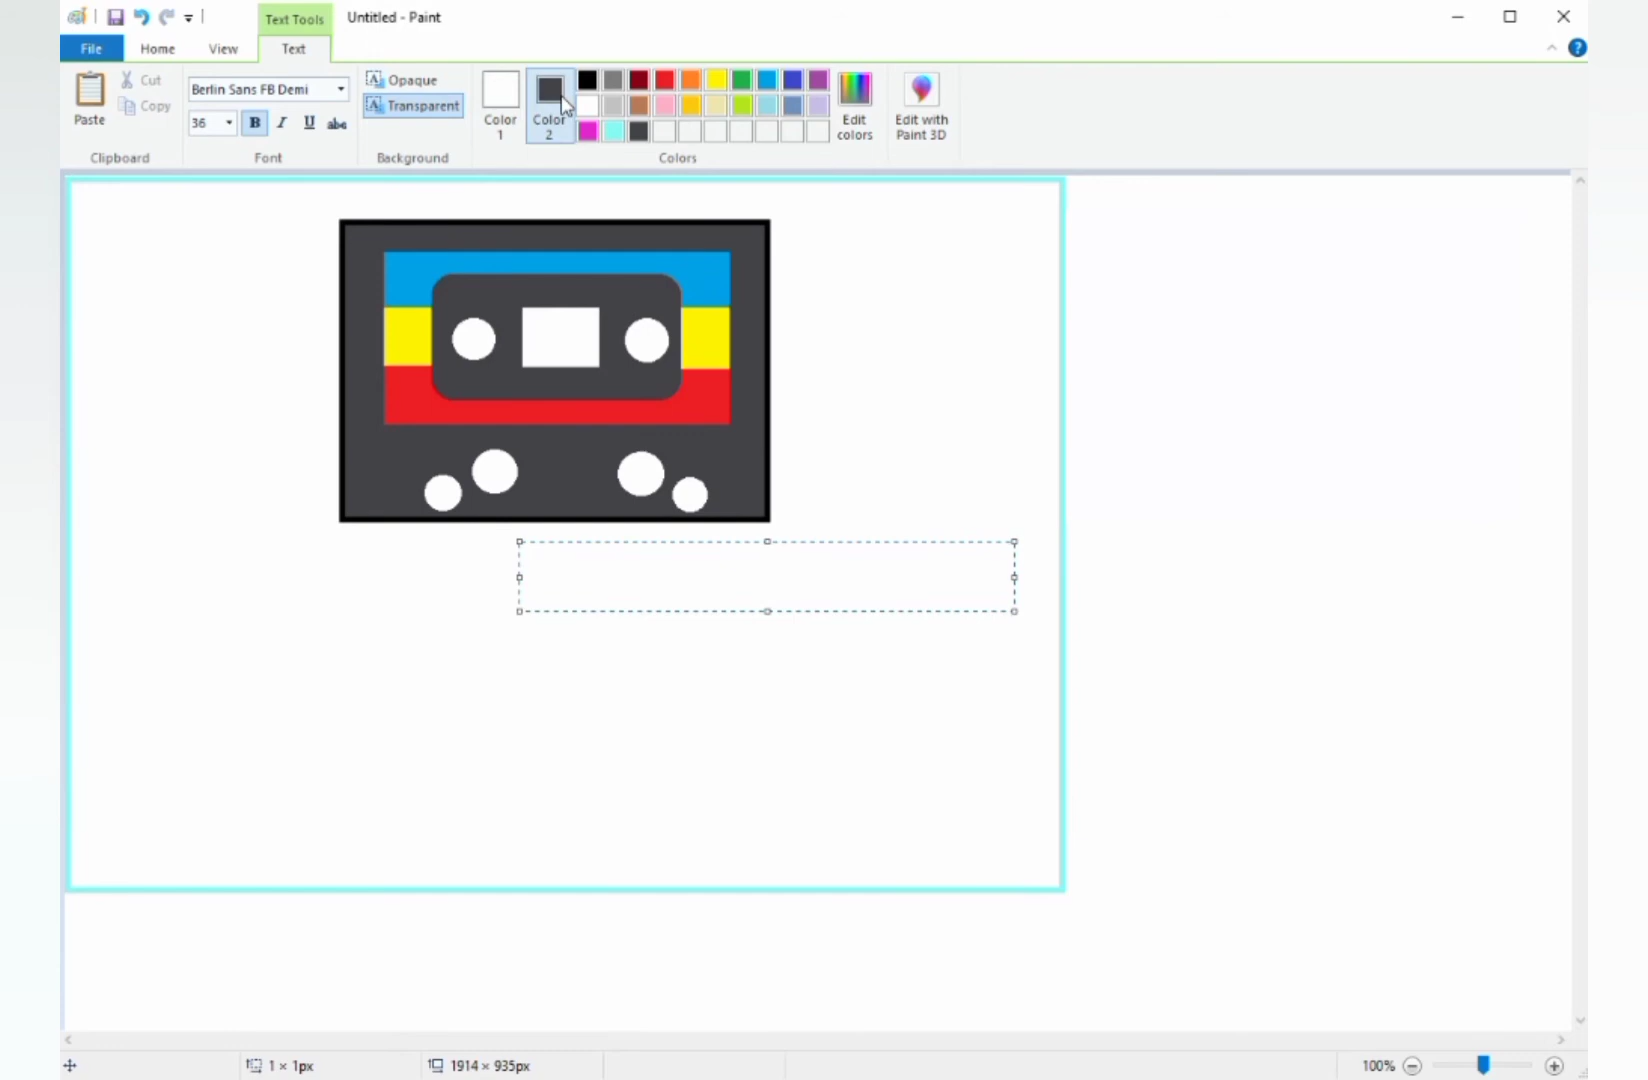 Text Tools
Untitled - Paint
File
Home
View
Text
Paste
Cut
Copy
Clipboard
Berlin Sans FB Demi
36
B
I
U
abc
Font
Opaque
Transparent
Background
Color
1
Color
2
Colors
Edit
colors
Edit with
Paint 3D
1 × 1px
1914 × 935px
100%